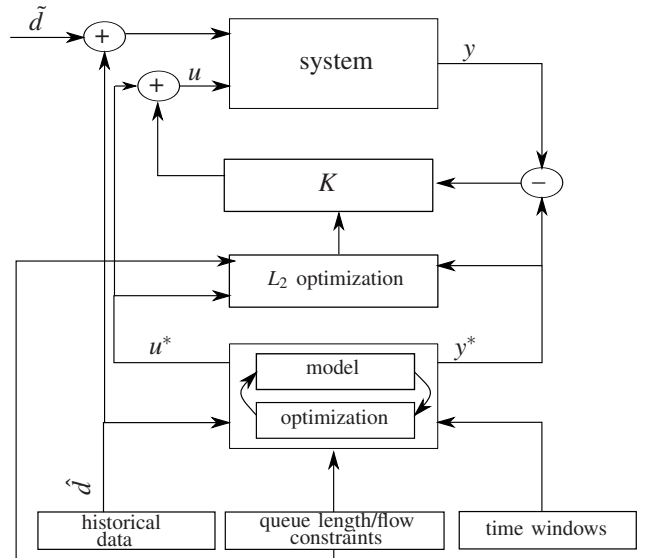 d̃
+
system
y
+
u
K
−
L₂ optimization
u*
y*
model
optimization
d̂
historical
data
queue length/flow
constraints
time windows